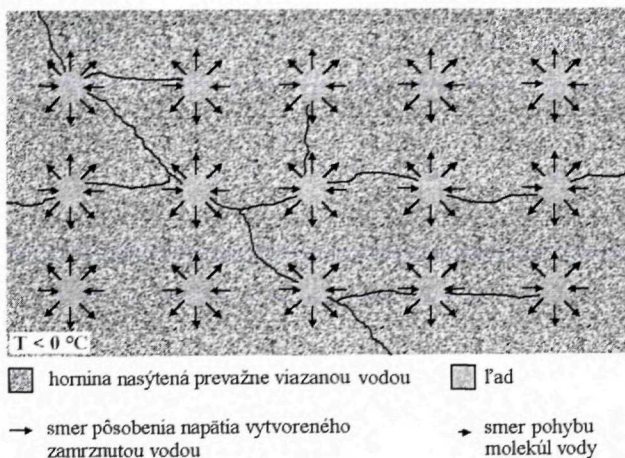 T < 0 °C
hornina nasýtená prevažne viazanou vodou
ľad
smer pôsobenia napätia vytvoreného
zamrznutou vodou
smer pohybu
molekúl vody